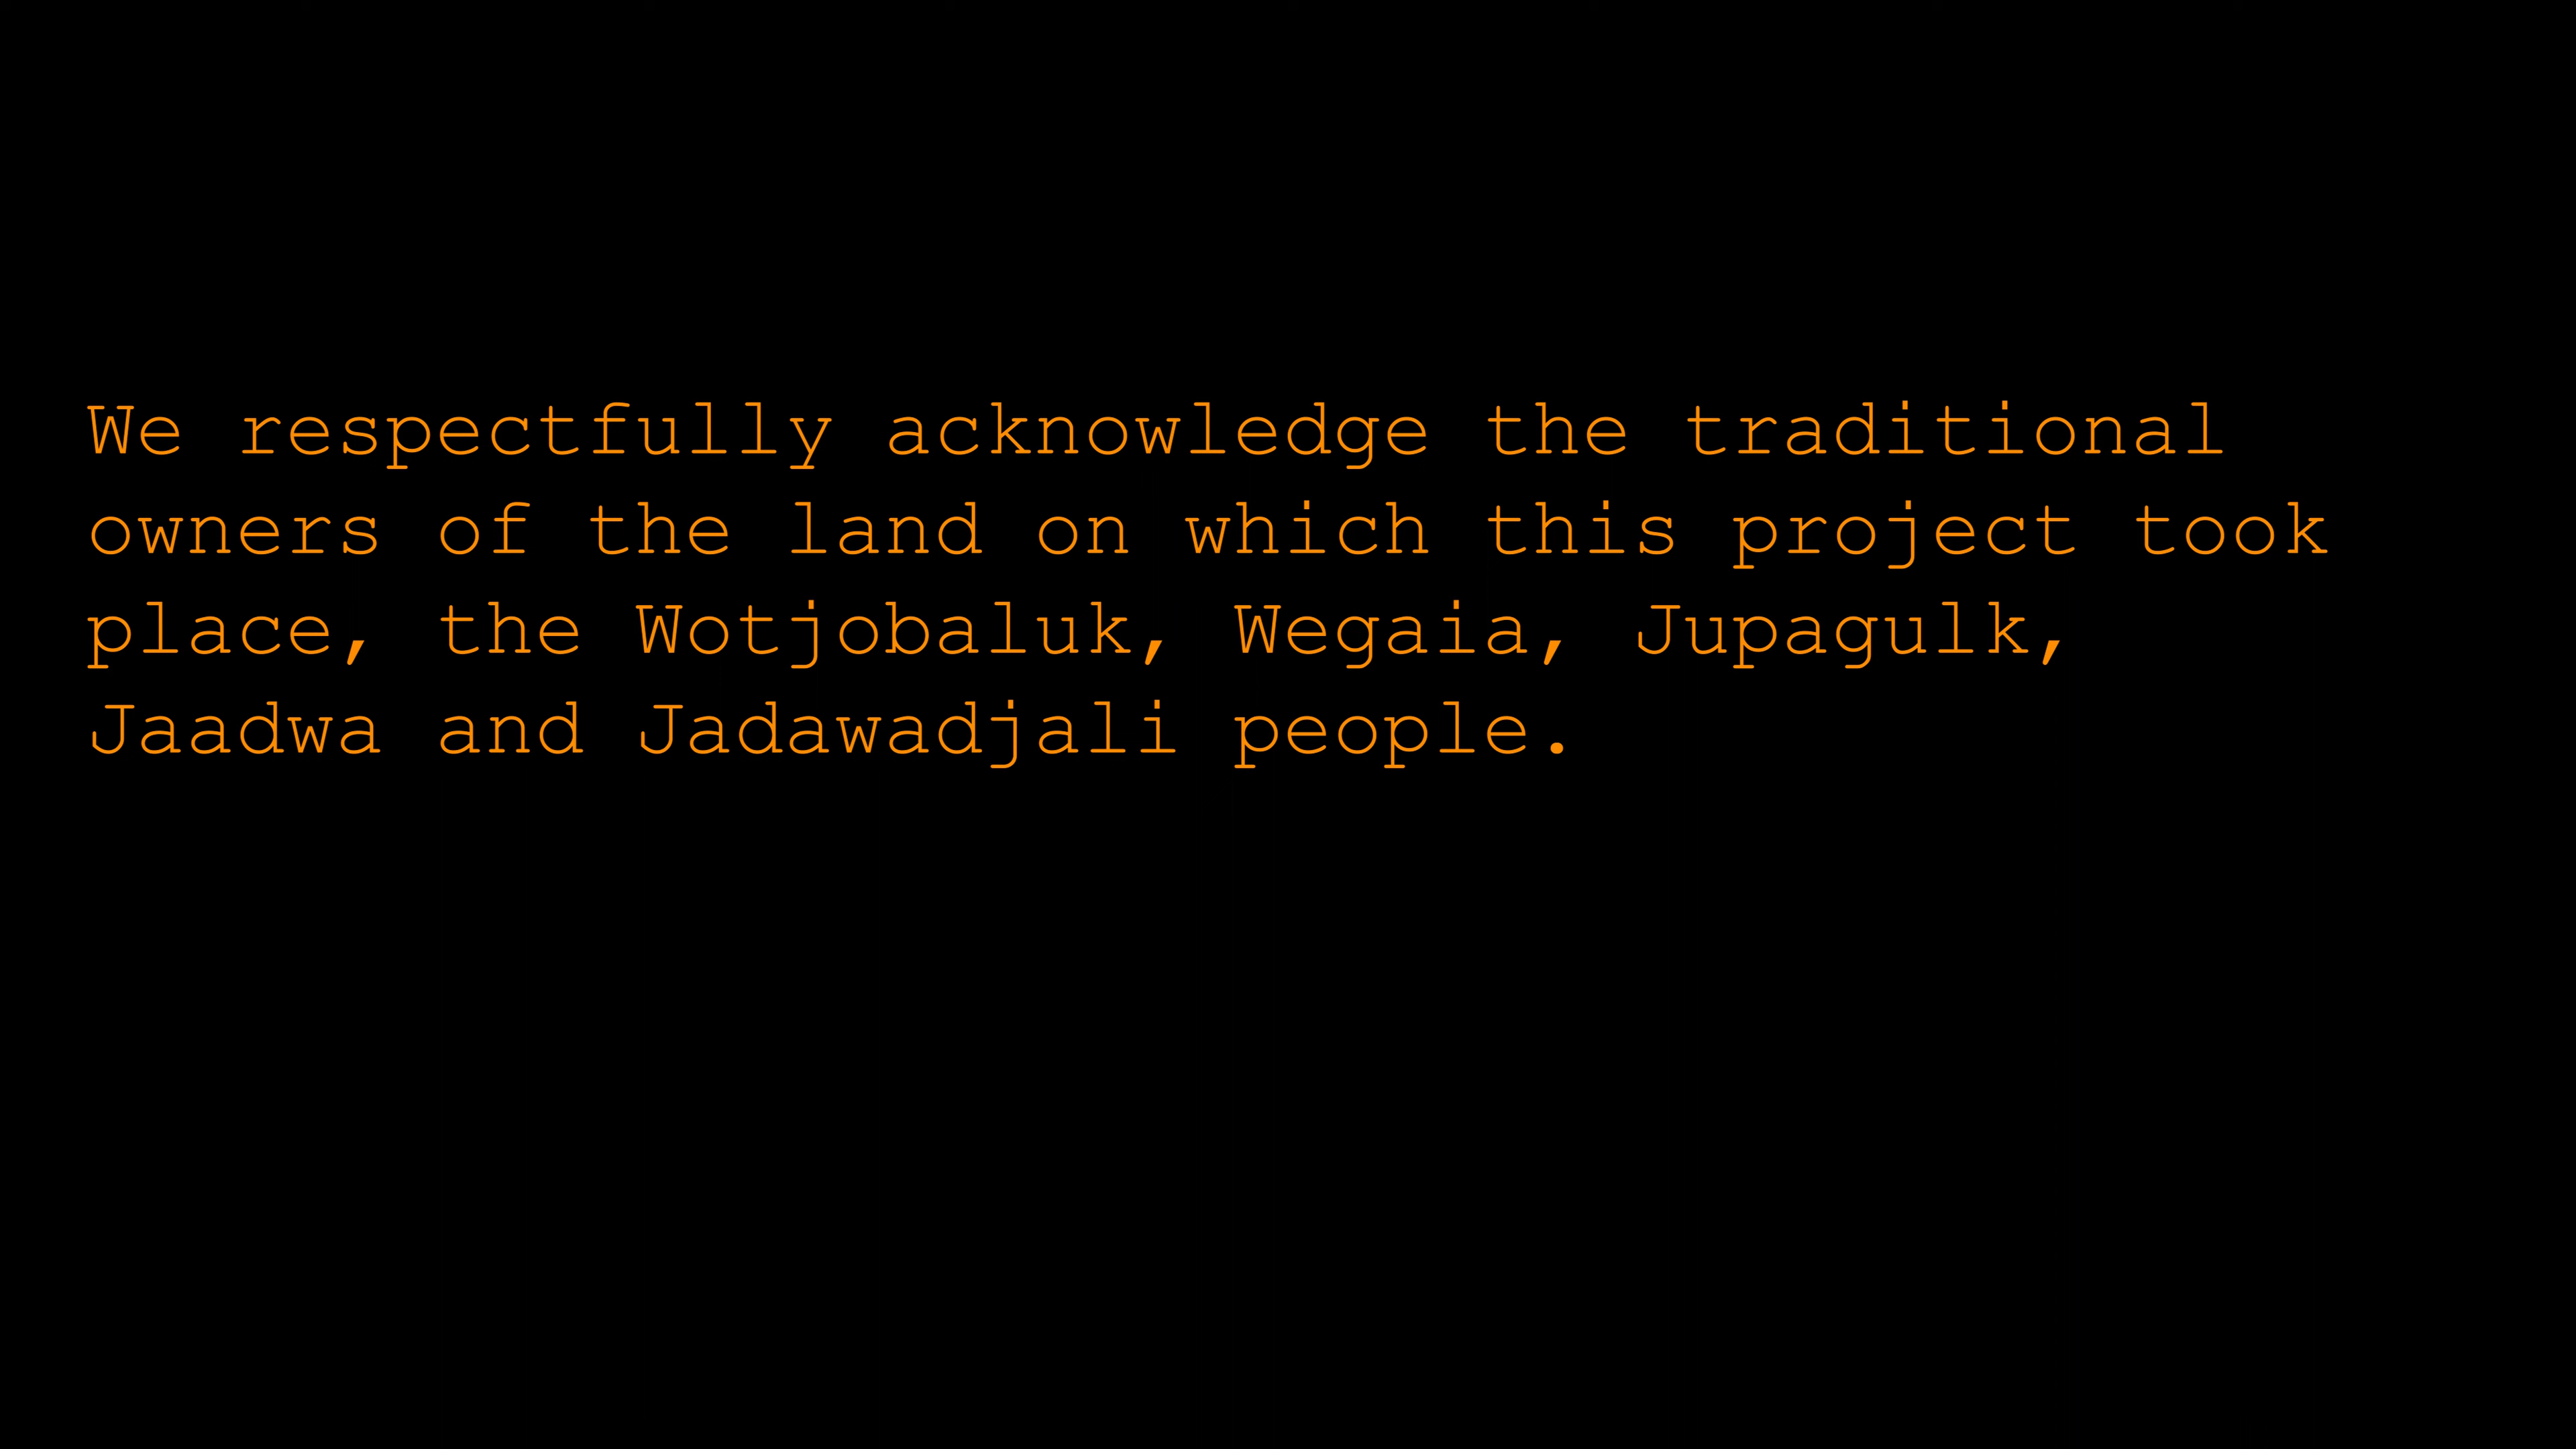 We respectfully acknowledge the traditional
owners of the land on which this project took
place, the Wotjobaluk, Wegaia, Jupagulk,
Jaadwa and Jadawadjali people.